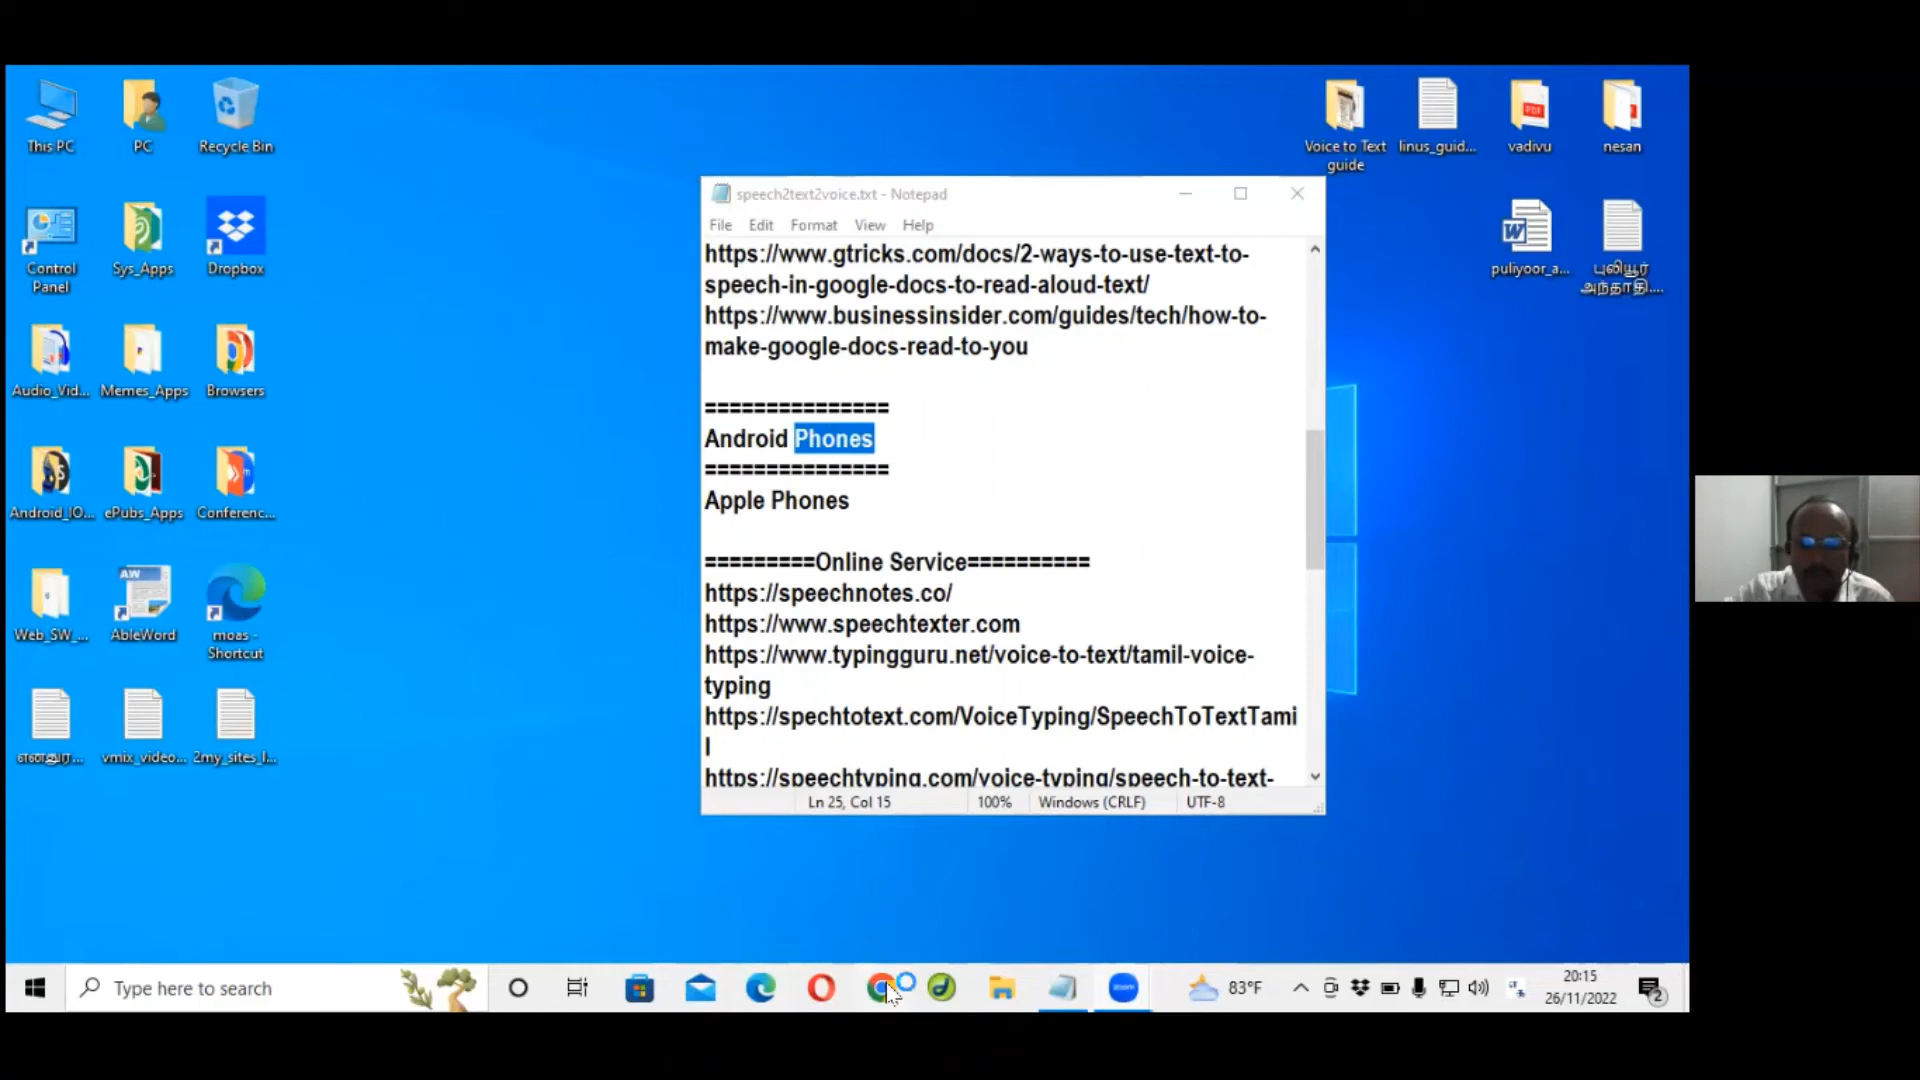 This PC
PC
Recycle Bin
Voice to Text
guide
linus_guid...
vadivu
nesan
Control
Panel
Sys_Apps
Dropbox
puliyoor_a...
புலியூர்
அந்தாதி....
Audio_Vid...
Memes_Apps
Browsers
Android_IO...
ePubs_Apps
Conferenc...
Web_SW_...
AbleWord
moas -
Shortcut
vmix_video...
2my_sites_l...
speech2text2voice.txt - Notepad
File Edit Format View Help
https://www.gtricks.com/docs/2-ways-to-use-text-to-
speech-in-google-docs-to-read-aloud-text/
https://www.businessinsider.com/guides/tech/how-to-
make-google-docs-read-to-you
===============
Android Phones
===============
Apple Phones
=========Online Service==========
https://speechnotes.co/
https://www.speechtexter.com
https://www.typingguru.net/voice-to-text/tamil-voice-
typing
https://spechtotext.com/VoiceTyping/SpeechToTextTami
l
https://speechtyping.com/voice-typing/speech-to-text-
Ln 25, Col 15 100% Windows (CRLF) UTF-8
Type here to search
83°F
20:15
26/11/2022
2